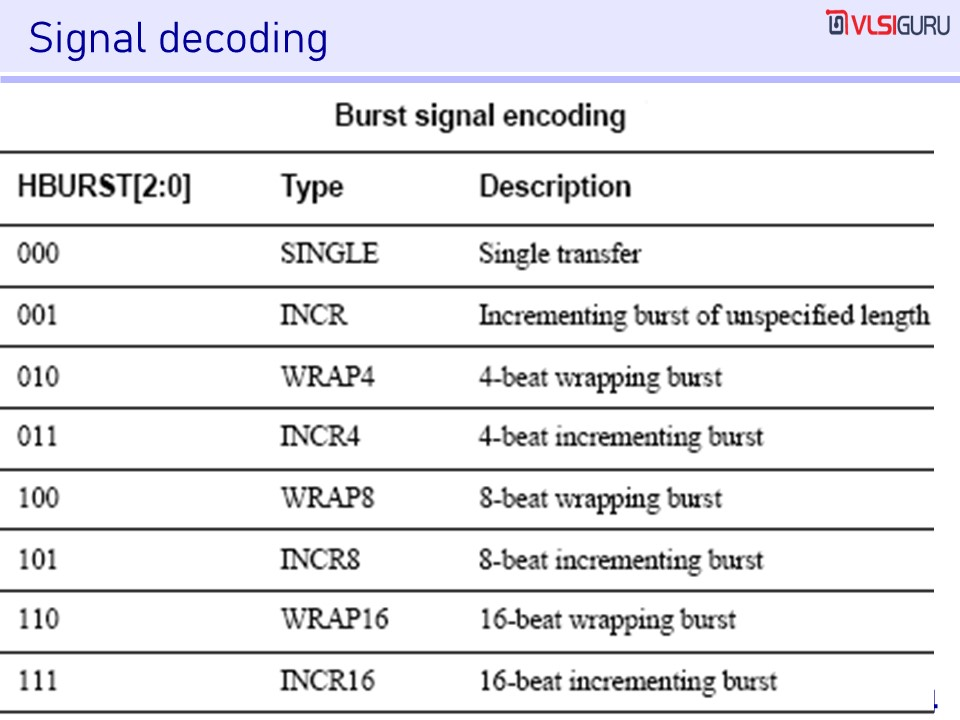 Signal decoding
VLSIGURU
Burst signal encoding
HBURST[2:0] Type Description
000 SINGLE Single transfer
001 INCR Incrementing burst of unspecified length
010 WRAP4 4-beat wrapping burst
011 INCR4 4-beat incrementing burst
100 WRAP8 8-beat wrapping burst
101 INCR8 8-beat incrementing burst
110 WRAP16 16-beat wrapping burst
111 INCR16 16-beat incrementing burst